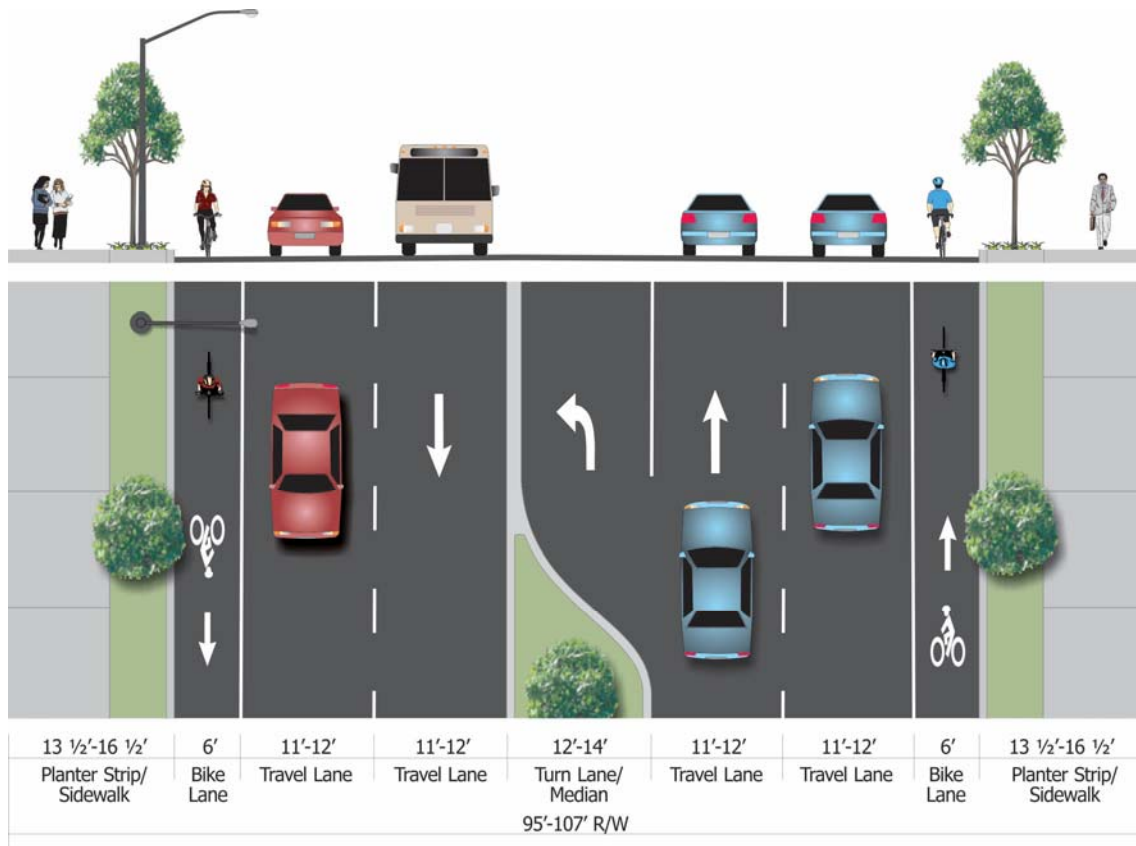 13 ½’-16 ½’ 6’ 11’-12’ 11’-12’ 12’-14’ 11’-12’ 11’-12’ 6’ 13 ½’-16 ½’
Planter Strip/ Bike Travel Lane Travel Lane Turn Lane/ Travel Lane Travel Lane Bike Planter Strip/
Sidewalk Lane Median Lane Sidewalk
95’-107’ R/W